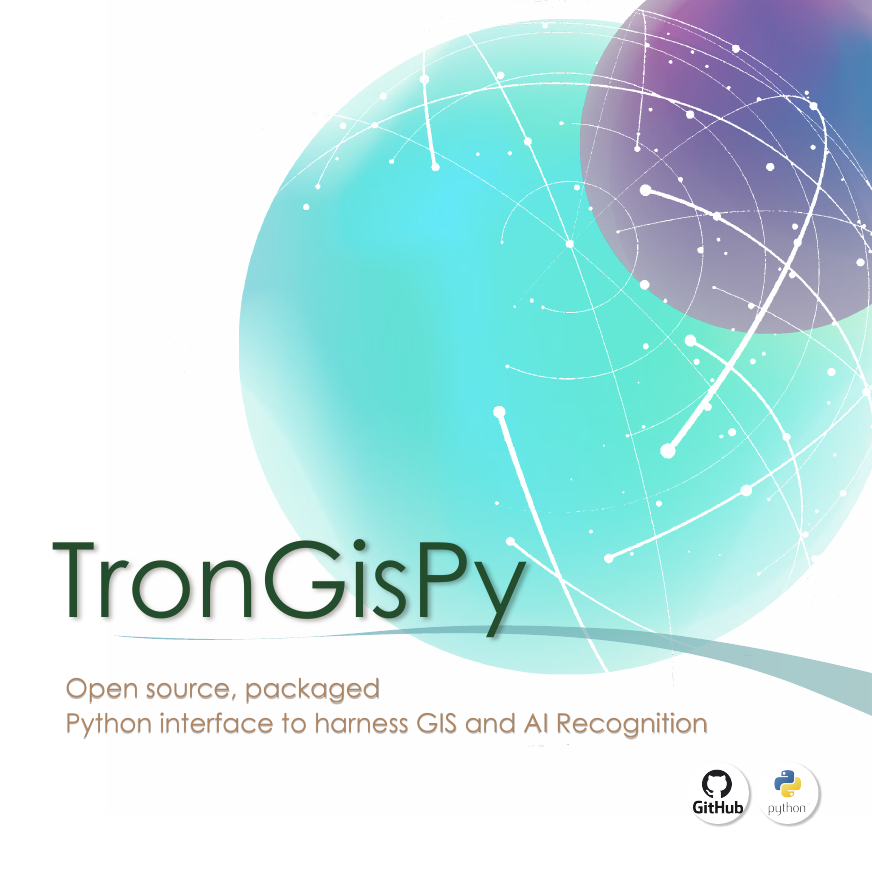 TronGisPy
Open source, packaged
Python interface to harness GIS and AI Recognition
GitHub
python